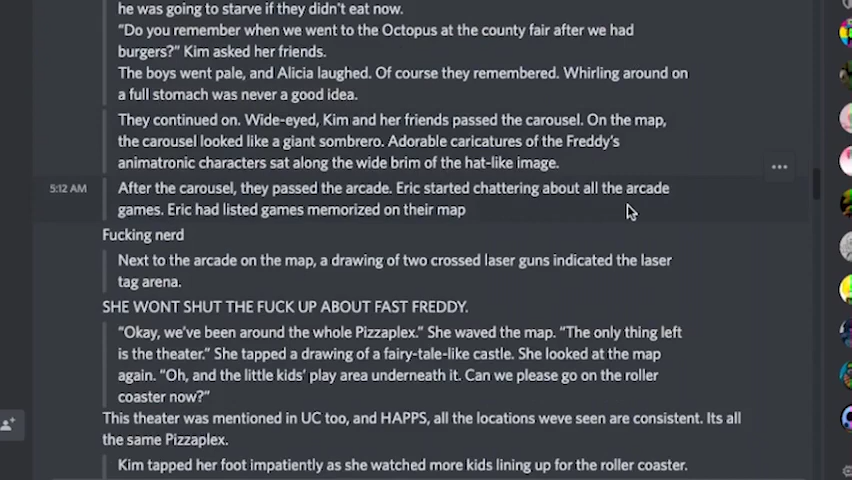 he was going to starve if they didn't eat now.
“Do you remember when we went to the Octopus at the county fair after we had
burgers?” Kim asked her friends.
The boys went pale, and Alicia laughed. Of course they remembered. Whirling around on
a full stomach was never a good idea.
They continued on. Wide-eyed, Kim and her friends passed the carousel. On the map,
the carousel looked like a giant sombrero. Adorable caricatures of the Freddy’s
animatronic characters sat along the wide brim of the hat-like image.
5:12 AM
After the carousel, they passed the arcade. Eric started chattering about all the arcade
games. Eric had listed games memorized on their map
Fucking nerd
Next to the arcade on the map, a drawing of two crossed laser guns indicated the laser
tag arena.
SHE WONT SHUT THE FUCK UP ABOUT FAST FREDDY.
“Okay, we’ve been around the whole Pizzaplex.” She waved the map. “The only thing left
is the theater.” She tapped a drawing of a fairy-tale-like castle. She looked at the map
again. “Oh, and the little kids’ play area underneath it. Can we please go on the roller
coaster now?”
This theater was mentioned in UC too, and HAPPS, all the locations weve seen are consistent. Its all
the same Pizzaplex.
Kim tapped her foot impatiently as she watched more kids lining up for the roller coaster.